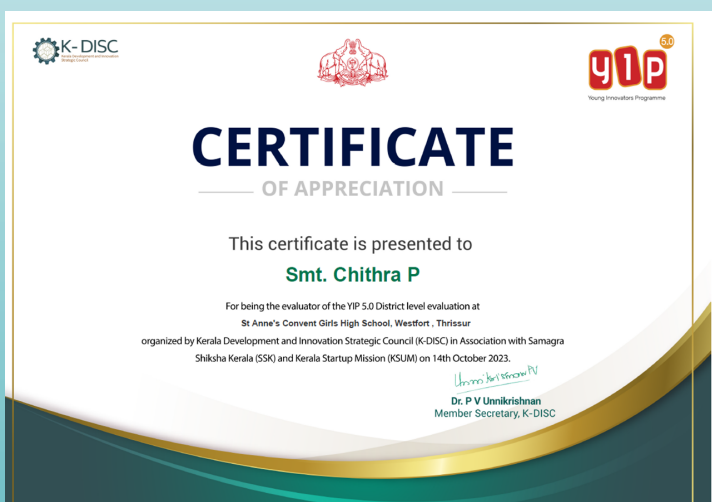 K-DISC
Kerala Development and Innovation
Strategic Council
5.0
yip
Young Innovators Programme
CERTIFICATE
OF APPRECIATION
This certificate is presented to
Smt. Chithra P
For being the evaluator of the YIP 5.0 District level evaluation at
St Anne's Convent Girls High School, Westfort , Thrissur
organized by Kerala Development and Innovation Strategic Council (K-DISC) in Association with Samagra
Shiksha Kerala (SSK) and Kerala Startup Mission (KSUM) on 14th October 2023.
Unnikrishnan PV
Dr. P V Unnikrishnan
Member Secretary, K-DISC